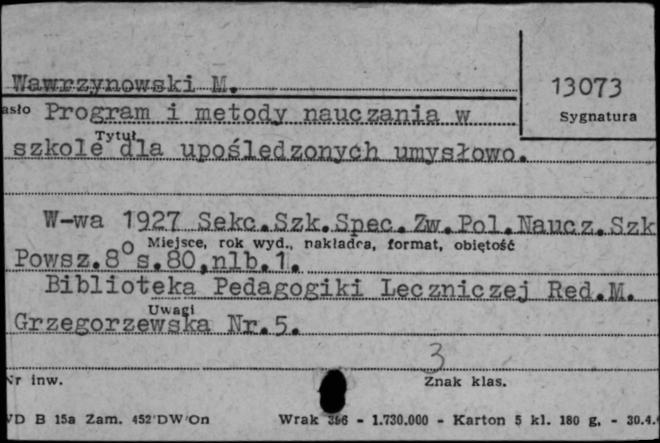 Wawrzynowski M.
13073
Sygnatura
asło Program i metody nauczania w
Tytuł
szkole dla upośledzonych umysłowo.
W-wa 1927 Sekc.Szk.Spec.Zw.Pol.Naucz.Szk
Miejsce, rok wyd., nakładca, format, objętość
Powsz.8° s.80,nlb.1.
Biblioteka Pedagogiki Leczniczej Red.M.
Uwagi
Grzegorzewska Nr.5.
3
Nr inw.
Znak klas.
D B 15a Zam. 452 DW/On Wrak - 1.730.000 - Karton 5 kl. 180 g. - 30.4.